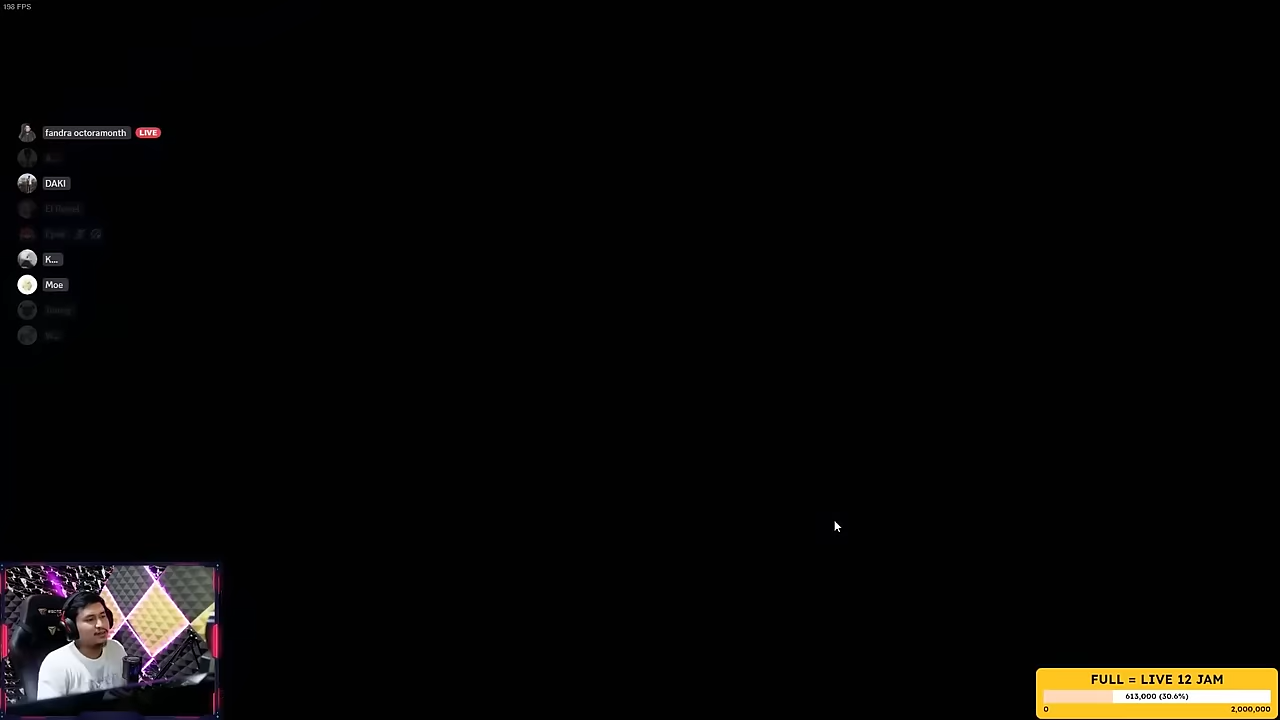 198 FPS
fandra octoramonth LIVE
DAKI
K...
Moe
FULL = LIVE 12 JAM
613,000 (30.6%)
0 2,000,000